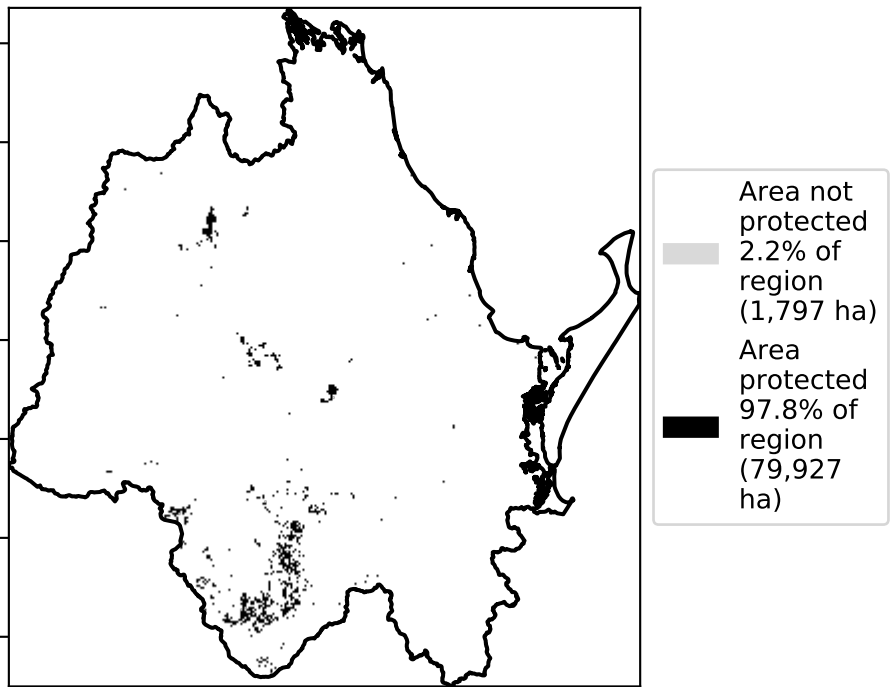 Area not
protected
2.2% of
region
(1,797 ha)
Area
protected
97.8% of
region
(79,927
ha)